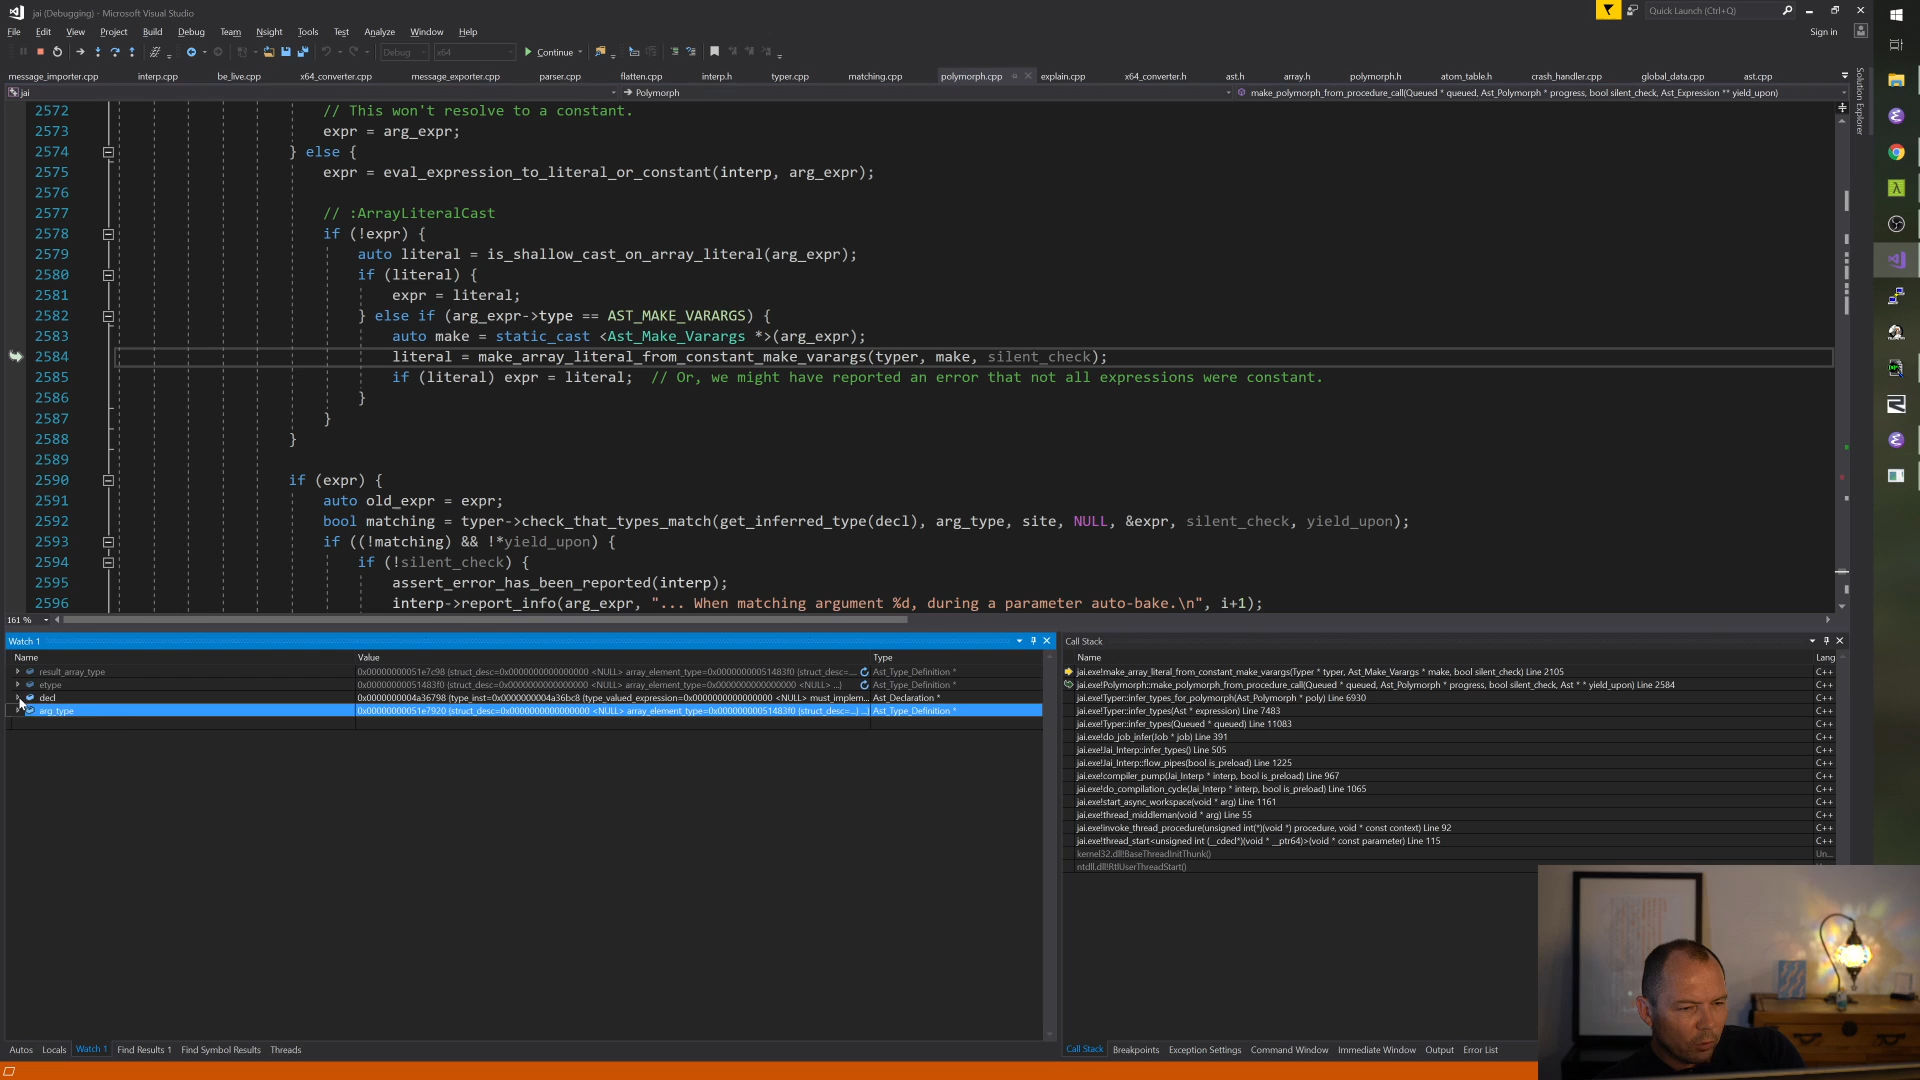 jai (Debugging) - Microsoft Visual Studio
Quick Launch (Ctrl+Q)
File Edit View Project Build Debug Team Nsight Tools Test Analyze Window Help
Sign in
Debug x64 Continue
message_importer.cpp interp.cpp be_live.cpp x64_converter.cpp message_exporter.cpp parser.cpp flatten.cpp interp.h typer.cpp matching.cpp polymorph.cpp explain.cpp x64_converter.h ast.h array.h polymorph.h atom_table.h crash_handler.cpp global_data.cpp ast.cpp
Solution Explorer
jai Polymorph make_polymorph_from_procedure_call(Queued * queued, Ast_Polymorph * progress, bool silent_check, Ast_Expression ** yield_upon)
2572 // This won't resolve to a constant.
2573 expr = arg_expr;
2574 } else {
2575 expr = eval_expression_to_literal_or_constant(interp, arg_expr);
2576
2577 // :ArrayLiteralCast
2578 if (!expr) {
2579 auto literal = is_shallow_cast_on_array_literal(arg_expr);
2580 if (literal) {
2581 expr = literal;
2582 } else if (arg_expr->type == AST_MAKE_VARARGS) {
2583 auto make = static_cast <Ast_Make_Varargs *>(arg_expr);
2584 literal = make_array_literal_from_constant_make_varargs(typer, make, silent_check);
2585 if (literal) expr = literal;  // Or, we might have reported an error that not all expressions were constant.
2586 }
2587 }
2588 }
2589
2590 if (expr) {
2591 auto old_expr = expr;
2592 bool matching = typer->check_that_types_match(get_inferred_type(decl), arg_type, site, NULL, &expr, silent_check, yield_upon);
2593 if ((!matching) && !*yield_upon) {
2594 if (!silent_check) {
2595 assert_error_has_been_reported(interp);
2596 interp->report_info(arg_expr, "... When matching argument %d, during a parameter auto-bake.\n", i+1);
161 %
Watch 1
Name Value Type
result_array_type 0x00000000051e7c98 (struct_desc=0x0000000000000000 <NULL> array_element_type=0x00000000051483f0 (struct_desc=... Ast_Type_Definition *
etype 0x00000000051483f0 (struct_desc=0x0000000000000000 <NULL> array_element_type=0x0000000000000000 <NULL> ...) Ast_Type_Definition *
decl 0x0000000004a36798 (type_inst=0x0000000004a36bc8 (type_valued_expression=0x0000000000000000 <NULL> must_implem... Ast_Declaration *
arg_type 0x00000000051e7920 (struct_desc=0x0000000000000000 <NULL> array_element_type=0x00000000051483f0 (struct_desc=...) ...) Ast_Type_Definition *
Autos Locals Watch 1 Find Results 1 Find Symbol Results Threads
Call Stack
Name Lang
jai.exe!make_array_literal_from_constant_make_varargs(Typer * typer, Ast_Make_Varargs * make, bool silent_check) Line 2105 C++
jai.exe!Polymorph::make_polymorph_from_procedure_call(Queued * queued, Ast_Polymorph * progress, bool silent_check, Ast * * yield_upon) Line 2584 C++
jai.exe!Typer::infer_types_for_polymorph(Ast_Polymorph * poly) Line 6930 C++
jai.exe!Typer::infer_types(Ast * expression) Line 7483 C++
jai.exe!Typer::infer_types(Queued * queued) Line 11083 C++
jai.exe!do_job_infer(Job * job) Line 391 C++
jai.exe!Jai_Interp::infer_types() Line 505 C++
jai.exe!Jai_Interp::flow_pipes(bool is_preload) Line 1225 C++
jai.exe!compiler_pump(Jai_Interp * interp, bool is_preload) Line 967 C++
jai.exe!do_compilation_cycle(Jai_Interp * interp, bool is_preload) Line 1065 C++
jai.exe!start_async_workspace(void * arg) Line 1161 C++
jai.exe!thread_middleman(void * arg) Line 55 C++
jai.exe!invoke_thread_procedure(unsigned int(*)(void *) procedure, void * const context) Line 92 C++
jai.exe!thread_start<unsigned int (__cdecl*)(void * __ptr64)>(void * const parameter) Line 115 C++
kernel32.dll!BaseThreadInitThunk() Un...
ntdll.dll!RtlUserThreadStart() Un...
Call Stack Breakpoints Exception Settings Command Window Immediate Window Output Error List